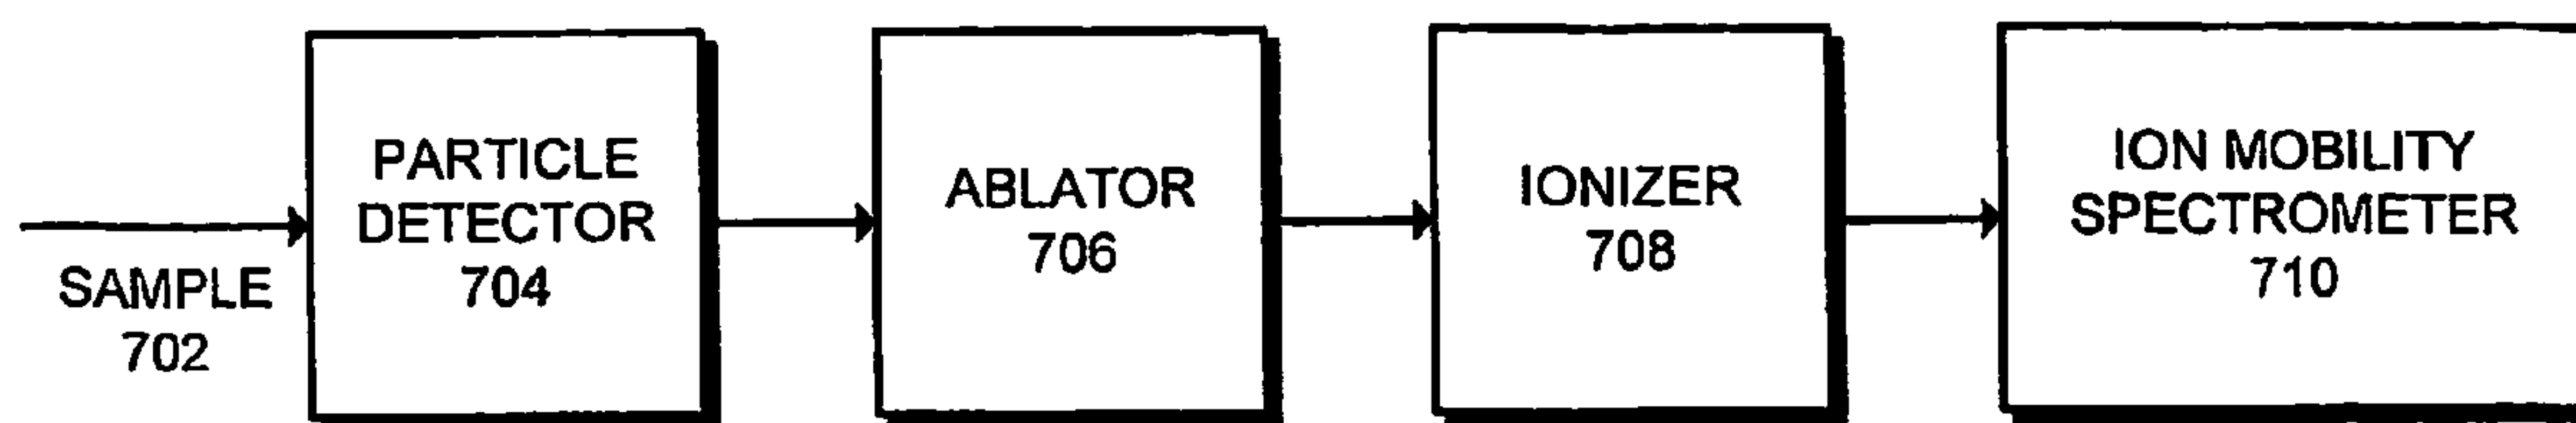 SAMPLE
702
PARTICLE
DETECTOR
704
ABLATOR
706
IONIZER
708
ION MOBILITY
SPECTROMETER
710